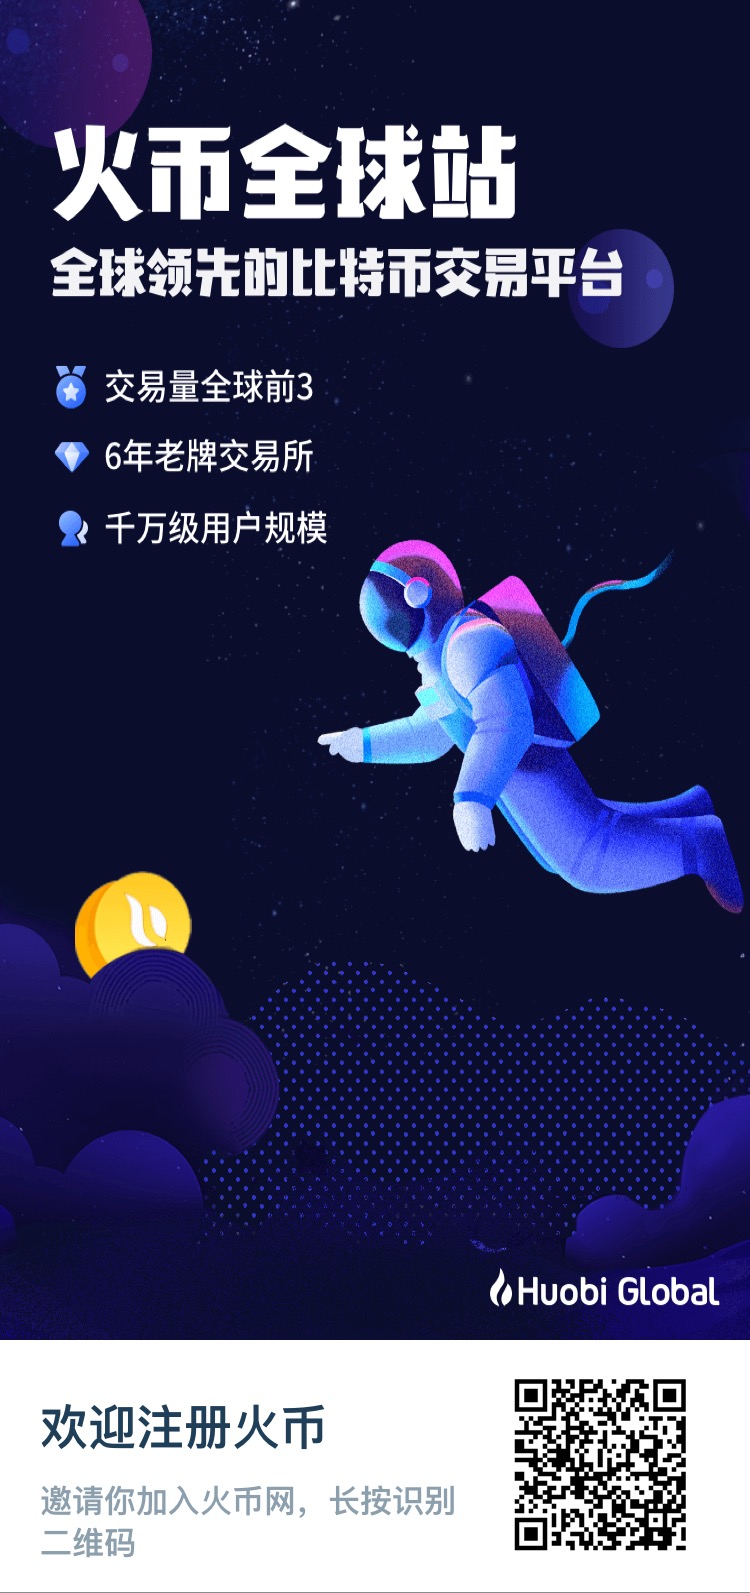 火币全球站
全球领先的比特币交易平台
交易量全球前3
6年老牌交易所
千万级用户规模
Huobi Global
欢迎注册火币
邀请你加入火币网，长按识别
二维码